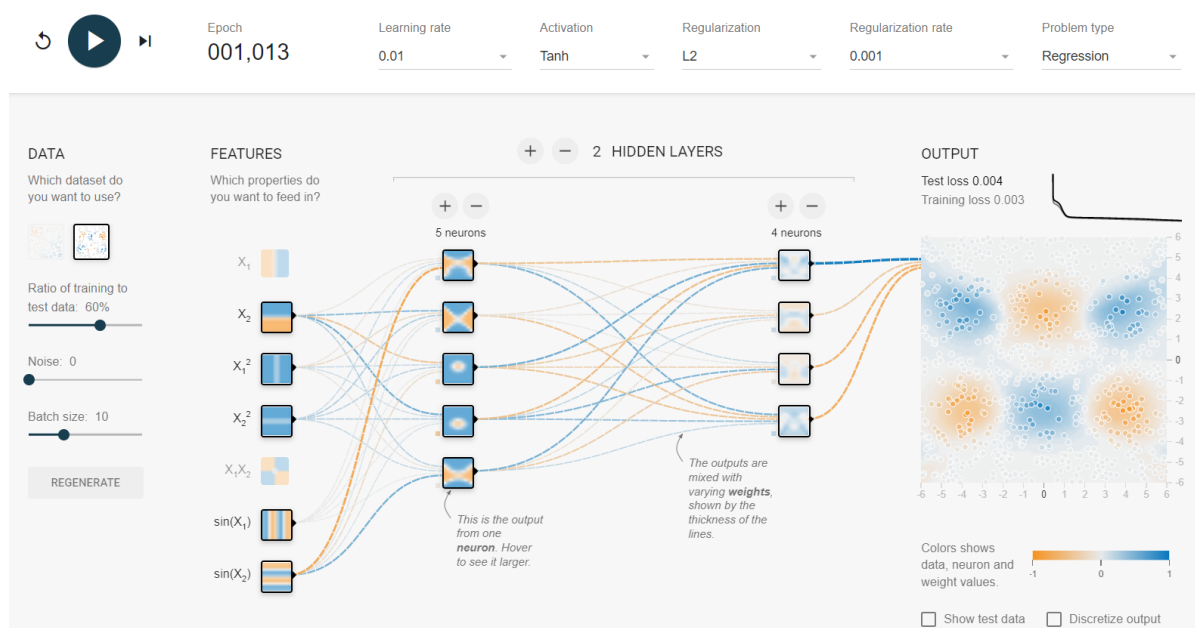 Epoch
001,013
Learning rate
0.01
Activation
Tanh
Regularization
L2
Regularization rate
0.001
Problem type
Regression
DATA
Which dataset do
you want to use?
Ratio of training to
test data: 60%
Noise: 0
Batch size: 10
REGENERATE
FEATURES
Which properties do
you want to feed in?
X₁
X₂
X₁²
X₂²
X₁X₂
sin(X₁)
sin(X₂)
+ − 2 HIDDEN LAYERS
+ −
5 neurons
+ −
4 neurons
This is the output
from one
neuron. Hover
to see it larger.
The outputs are
mixed with
varying weights,
shown by the
thickness of the
lines.
OUTPUT
Test loss 0.004
Training loss 0.003
6
5
4
3
2
1
0
-1
-2
-3
-4
-5
-6
-6 -5 -4 -3 -2 -1 0 1 2 3 4 5 6
Colors shows
data, neuron and
weight values.
-1 0 1
Show test data
Discretize output